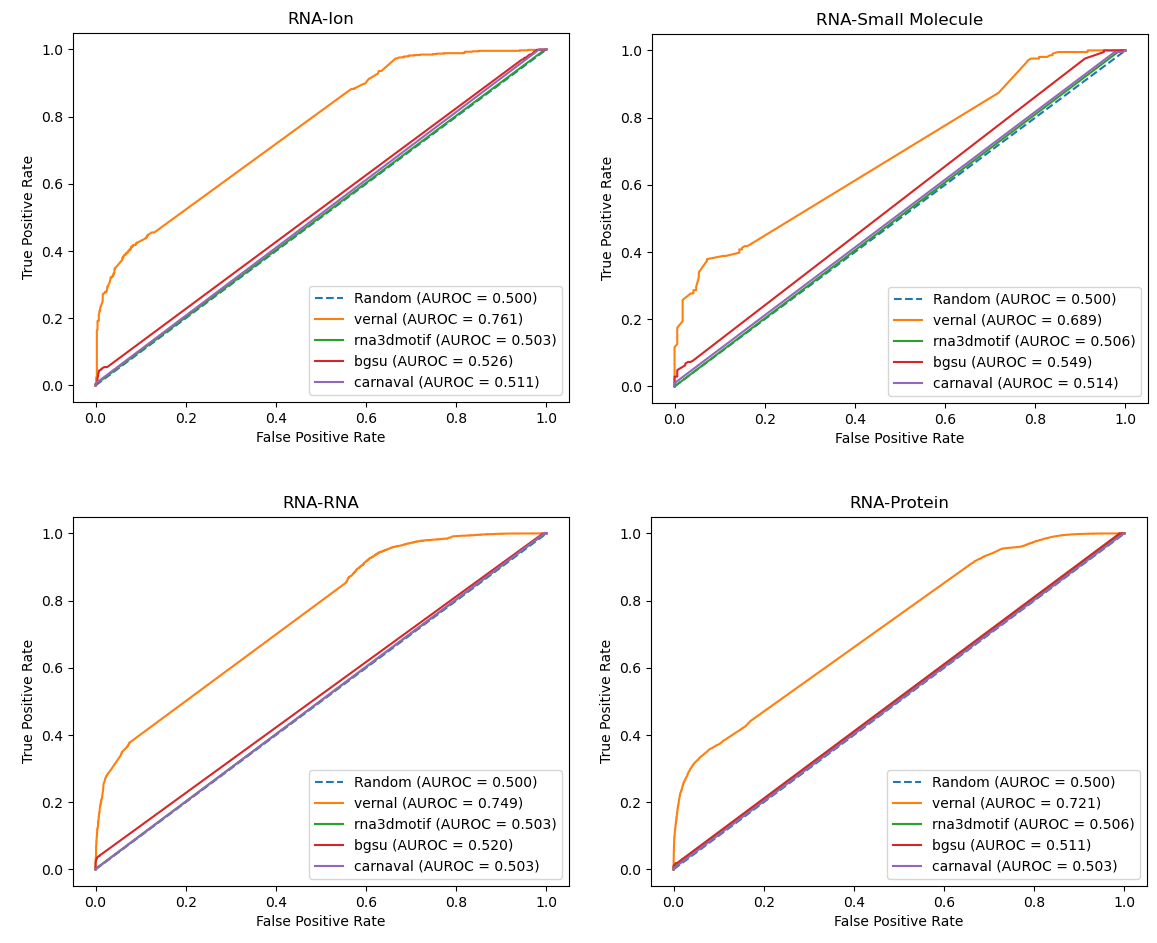 RNA-Ion
1.0
0.8
0.6
0.4
0.2
0.0
True Positive Rate
Random (AUROC = 0.500)
vernal (AUROC = 0.761)
rna3dmotif (AUROC = 0.503)
bgsu (AUROC = 0.526)
carnaval (AUROC = 0.511)
0.0 0.2 0.4 0.6 0.8 1.0
False Positive Rate
RNA-Small Molecule
1.0
0.8
0.6
0.4
0.2
0.0
True Positive Rate
Random (AUROC = 0.500)
vernal (AUROC = 0.689)
rna3dmotif (AUROC = 0.506)
bgsu (AUROC = 0.549)
carnaval (AUROC = 0.514)
0.0 0.2 0.4 0.6 0.8 1.0
False Positive Rate
RNA-RNA
1.0
0.8
0.6
0.4
0.2
0.0
True Positive Rate
Random (AUROC = 0.500)
vernal (AUROC = 0.749)
rna3dmotif (AUROC = 0.503)
bgsu (AUROC = 0.520)
carnaval (AUROC = 0.503)
0.0 0.2 0.4 0.6 0.8 1.0
False Positive Rate
RNA-Protein
1.0
0.8
0.6
0.4
0.2
0.0
True Positive Rate
Random (AUROC = 0.500)
vernal (AUROC = 0.721)
rna3dmotif (AUROC = 0.506)
bgsu (AUROC = 0.511)
carnaval (AUROC = 0.503)
0.0 0.2 0.4 0.6 0.8 1.0
False Positive Rate